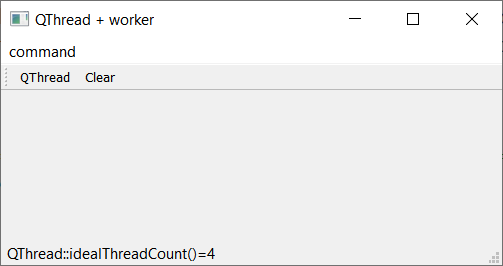 QThread + worker
command
QThread Clear
QThread::idealThreadCount()=4